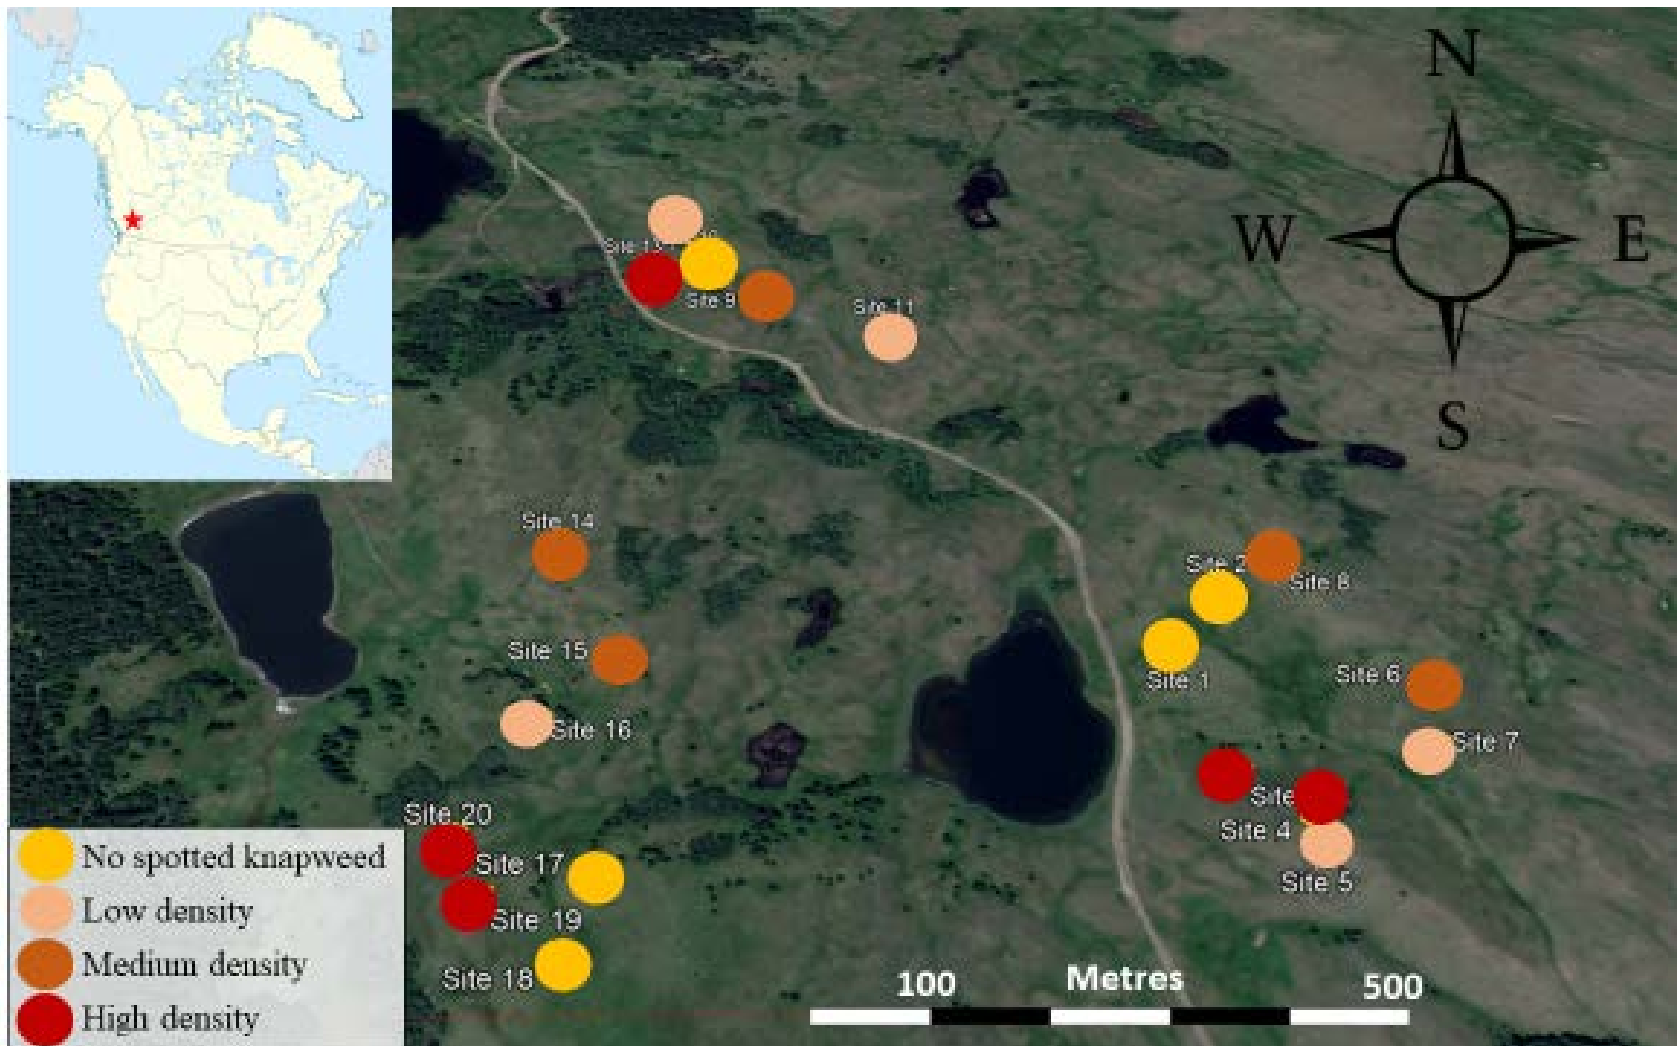 N
W
E
S
Site 9
Site 11
Site 14
Site 2
Site 8
Site 15
Site 1
Site 6
Site 16
Site 7
Site
Site 4
Site 5
Site 20
Site 17
Site 19
Site 18
No spotted knapweed
Low density
Medium density
High density
100 Metres 500